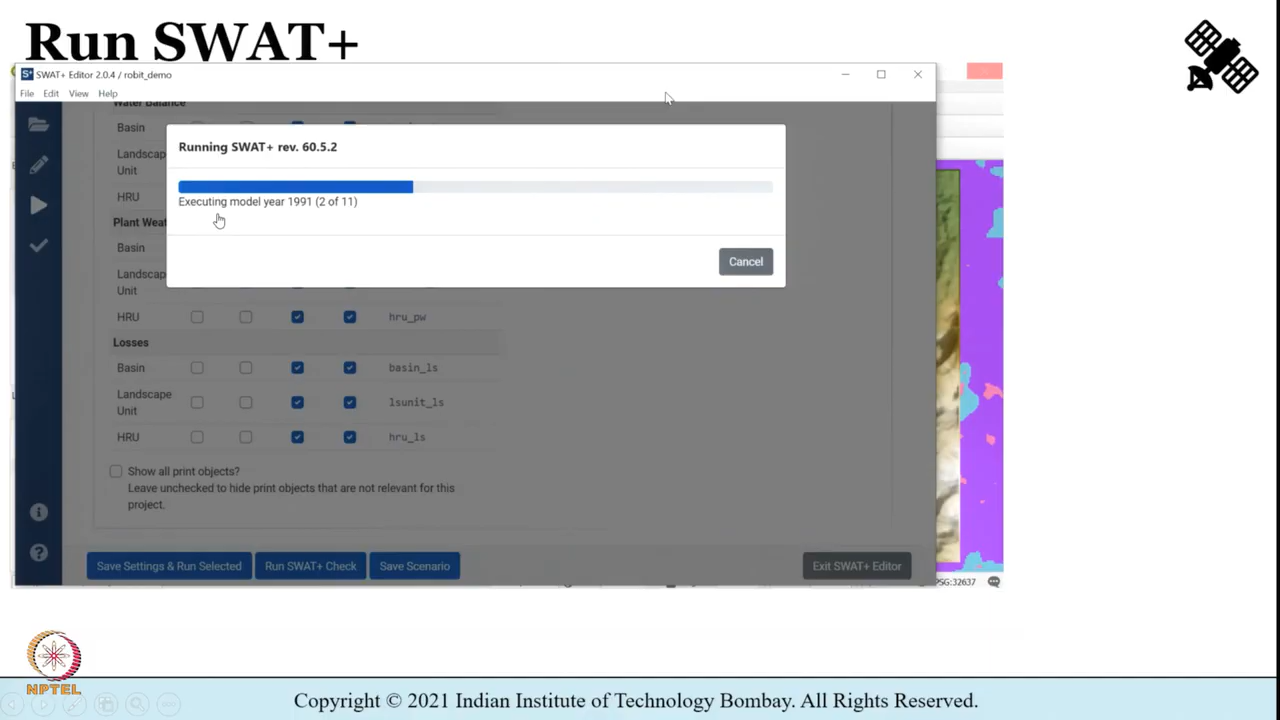 Run SWAT+
SWAT+ Editor 2.0.4 / robit_demo
File Edit View Help
Water Balance
Basin
Landscape Unit
HRU
Running SWAT+ rev. 60.5.2
Executing model year 1991 (2 of 11)
Cancel
Plant Weat
Basin
Landscap
Unit
HRU hru_pw
Losses
Basin basin_ls
Landscape
Unit lsunit_ls
HRU hru_ls
Show all print objects?
Leave unchecked to hide print objects that are not relevant for this
project.
Save Settings & Run Selected Run SWAT+ Check Save Scenario Exit SWAT+ Editor
PSG:32637
NPTEL
Copyright © 2021 Indian Institute of Technology Bombay. All Rights Reserved.